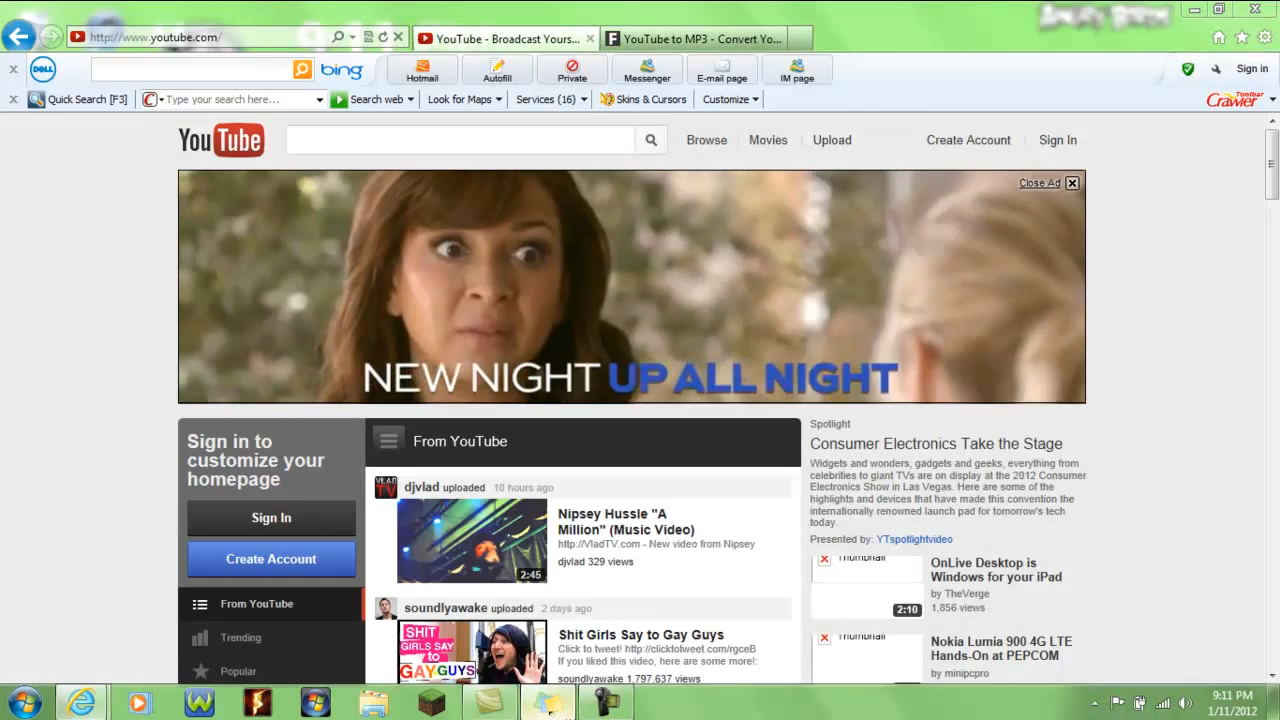 http://www.youtube.com/
YouTube - Broadcast Yours...
YouTube to MP3 - Convert Yo...
DELL
bing
Hotmail
Autofill
Private
Messenger
E-mail page
IM page
Sign in
Quick Search [F3]
Type your search here...
Search web
Look for Maps
Services (16)
Skins & Cursors
Customize
Toolbar
Crawler
YouTube
Browse
Movies
Upload
Create Account
Sign In
Close Ad
NEW NIGHT UP ALL NIGHT
Sign in to
customize your
homepage
Sign In
Create Account
From YouTube
Trending
Popular
From YouTube
VLAD
TV
djvlad uploaded 10 hours ago
2:45
Nipsey Hussle "A
Million" (Music Video)
http://VladTV.com - New video from Nipsey
djvlad 329 views
soundlyawake uploaded 2 days ago
SHIT
GIRLS SAY
to
GAY GUYS
Shit Girls Say to Gay Guys
Click to tweet! http://clicktotweet.com/rgceB
If you liked this video, here are some more!:
soundlyawake 1,797,637 views
Spotlight
Consumer Electronics Take the Stage
Widgets and wonders, gadgets and geeks, everything from
celebrities to giant TVs are on display at the 2012 Consumer
Electronics Show in Las Vegas. Here are some of the
highlights and devices that have made this convention the
internationally renowned launch pad for tomorrow's tech
today.
Presented by: YTspotlightvideo
Thumbnail
2:10
OnLive Desktop is
Windows for your iPad
by TheVerge
1,856 views
Thumbnail
Nokia Lumia 900 4G LTE
Hands-On at PEPCOM
by minipcpro
9:11 PM
1/11/2012